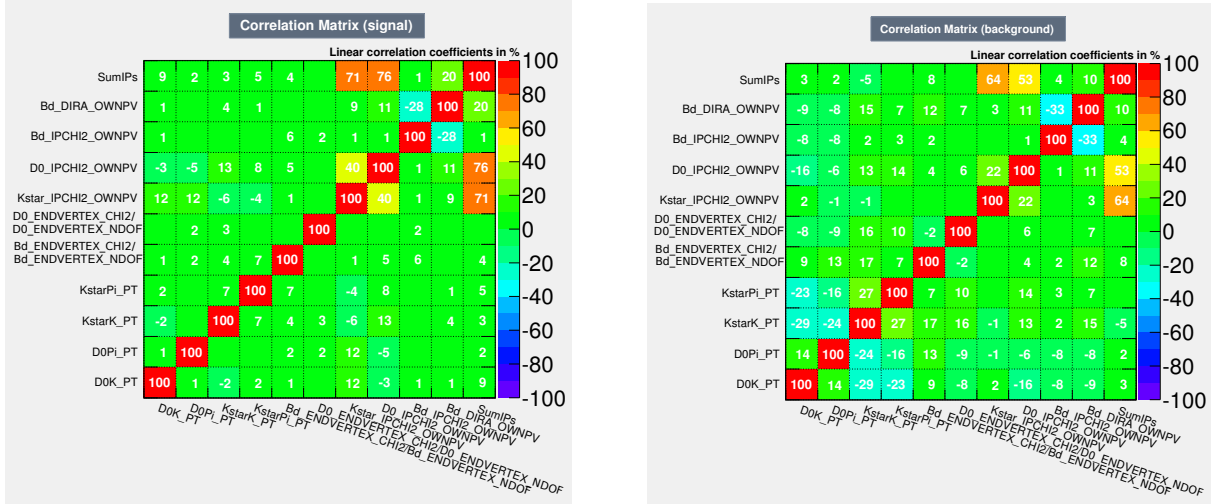 Correlation Matrix (signal)
Linear correlation coefficients in %
SumIPs 9 2 3 5 4 71 76 1 20 100
Bd_DIRA_OWNPV 1 4 1 9 11 -28 100 20
Bd_IPCHI2_OWNPV 1 6 2 1 1 100 -28 1
D0_IPCHI2_OWNPV -3 -5 13 8 5 40 100 1 11 76
Kstar_IPCHI2_OWNPV 12 12 -6 -4 1 100 40 1 9 71
D0_ENDVERTEX_CHI2/
D0_ENDVERTEX_NDOF 2 3 100 2
Bd_ENDVERTEX_CHI2/
Bd_ENDVERTEX_NDOF 1 2 4 7 100 1 5 6 4
KstarPi_PT 2 7 100 7 -4 8 1 5
KstarK_PT -2 100 7 4 3 -6 13 4 3
D0Pi_PT 1 100 2 2 12 -5 2
D0K_PT 100 1 -2 2 1 12 -3 1 1 9
D0K_PT
D0Pi_PT
KstarK_PT
KstarPi_PT
Bd_ENDVERTEX_CHI2/Bd_ENDVERTEX_NDOF
D0_ENDVERTEX_CHI2/D0_ENDVERTEX_NDOF
Kstar_IPCHI2_OWNPV
D0_IPCHI2_OWNPV
Bd_IPCHI2_OWNPV
Bd_DIRA_OWNPV
SumIPs
100
80
60
40
20
0
-20
-40
-60
-80
-100
Correlation Matrix (background)
Linear correlation coefficients in %
SumIPs 3 2 -5 8 64 53 4 10 100
Bd_DIRA_OWNPV -9 -8 15 7 12 7 3 11 -33 100 10
Bd_IPCHI2_OWNPV -8 -8 2 3 2 1 100 -33 4
D0_IPCHI2_OWNPV -16 -6 13 14 4 6 22 100 1 11 53
Kstar_IPCHI2_OWNPV 2 -1 -1 100 22 3 64
D0_ENDVERTEX_CHI2/
D0_ENDVERTEX_NDOF -8 -9 16 10 -2 100 6 7
Bd_ENDVERTEX_CHI2/
Bd_ENDVERTEX_NDOF 9 13 17 7 100 -2 4 2 12 8
KstarPi_PT -23 -16 27 100 7 10 14 3 7
KstarK_PT -29 -24 100 27 17 16 -1 13 2 15 -5
D0Pi_PT 14 100 -24 -16 13 -9 -1 -6 -8 -8 2
D0K_PT 100 14 -29 -23 9 -8 2 -16 -8 -9 3
D0K_PT
D0Pi_PT
KstarK_PT
KstarPi_PT
Bd_ENDVERTEX_CHI2/Bd_ENDVERTEX_NDOF
D0_ENDVERTEX_CHI2/D0_ENDVERTEX_NDOF
Kstar_IPCHI2_OWNPV
D0_IPCHI2_OWNPV
Bd_IPCHI2_OWNPV
Bd_DIRA_OWNPV
SumIPs
100
80
60
40
20
0
-20
-40
-60
-80
-100